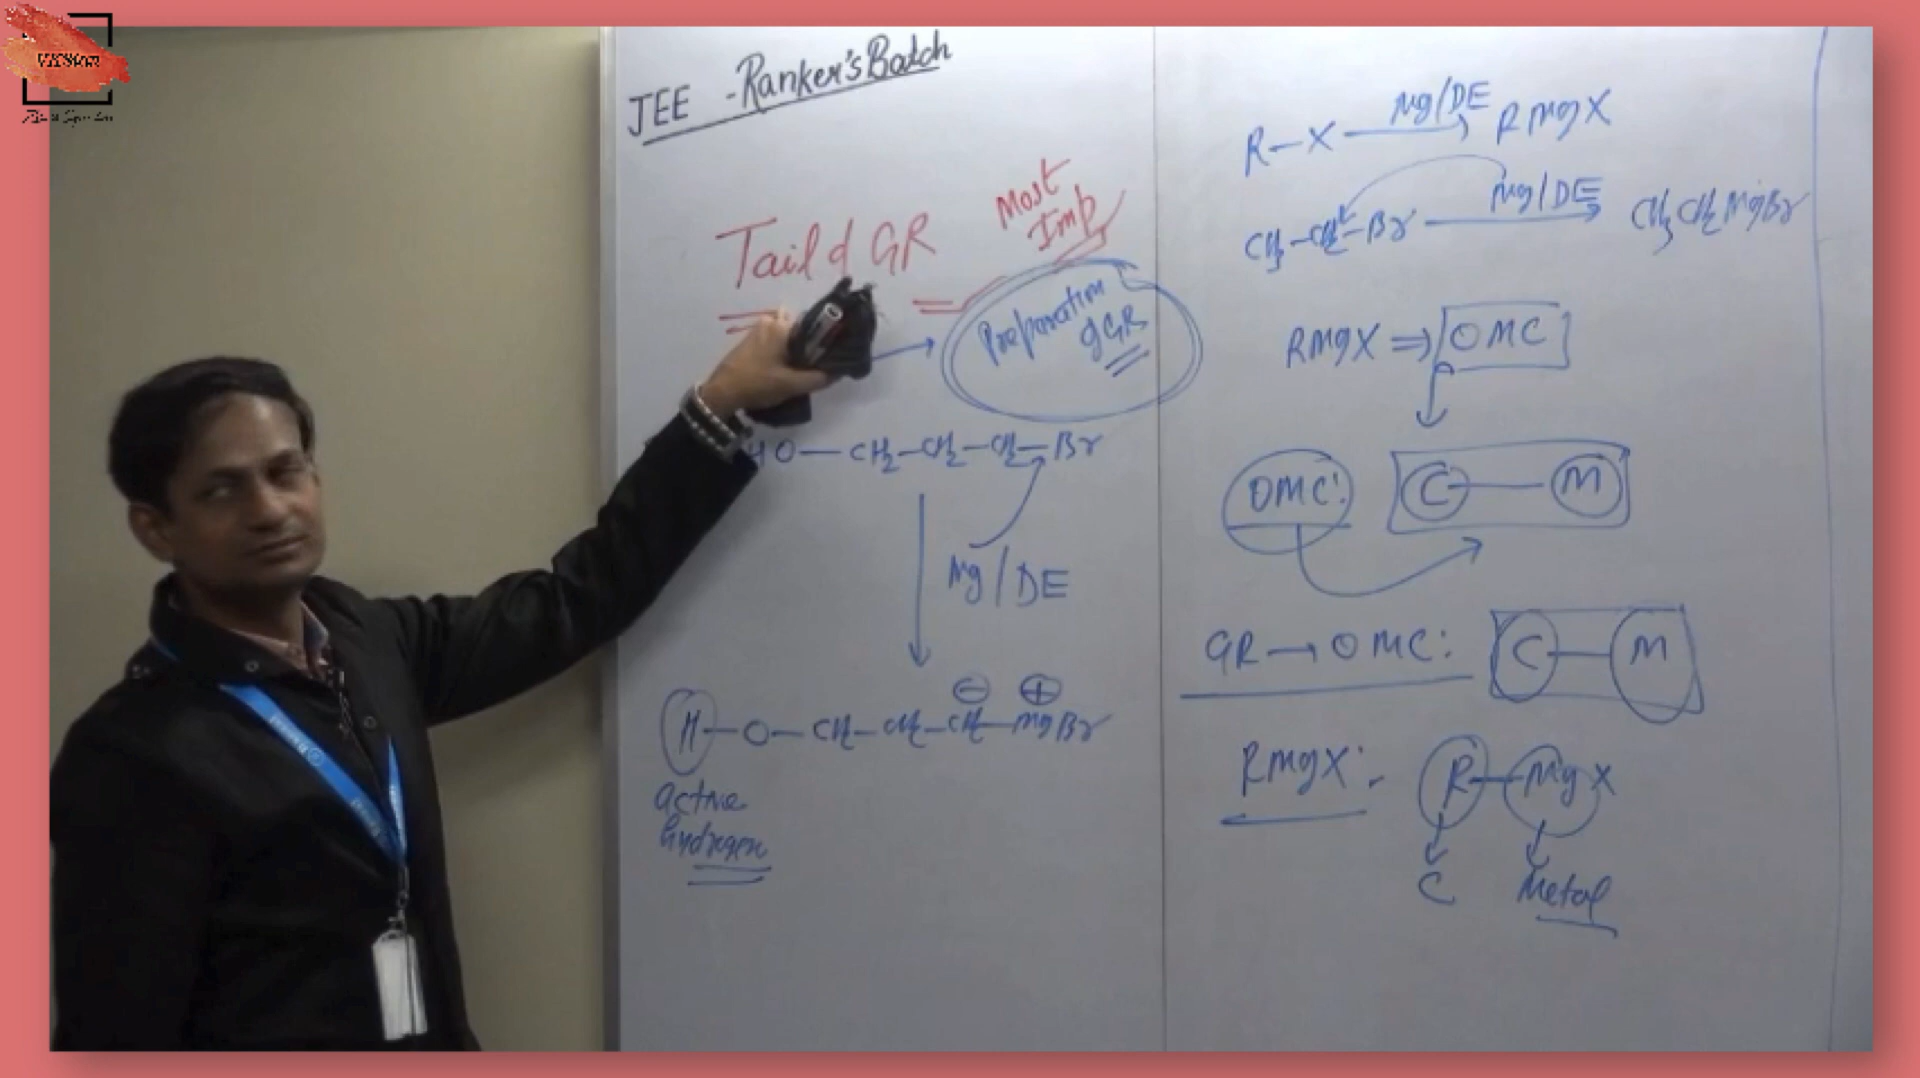 JEE - Ranker's Batch
Tail of GR
Most
Imp
Preparation
of GR
HO—CH2—CH2—CH2—Br
Mg/DE
⊖ ⊕
H—O—CH2—CH2—CH2—MgBr
active
hydrogen
R—X Mg/DE → RMgX
CH3—CH2—Br Mg/DE → CH3CH2MgBr
RMgX ⇒ OMC
OMC: C—M
GR → OMC: C—M
RMgX: - R—MgX
C Metal